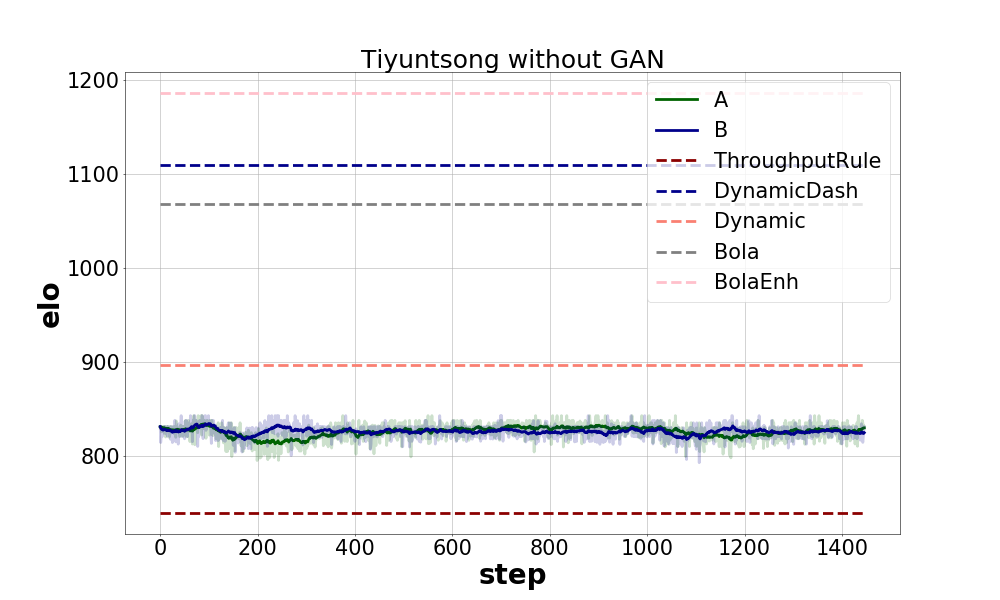 Tiyuntsong without GAN
1200
1100
1000
900
800
elo
A
B
ThroughputRule
DynamicDash
Dynamic
Bola
BolaEnh
0 200 400 600 800 1000 1200 1400
step